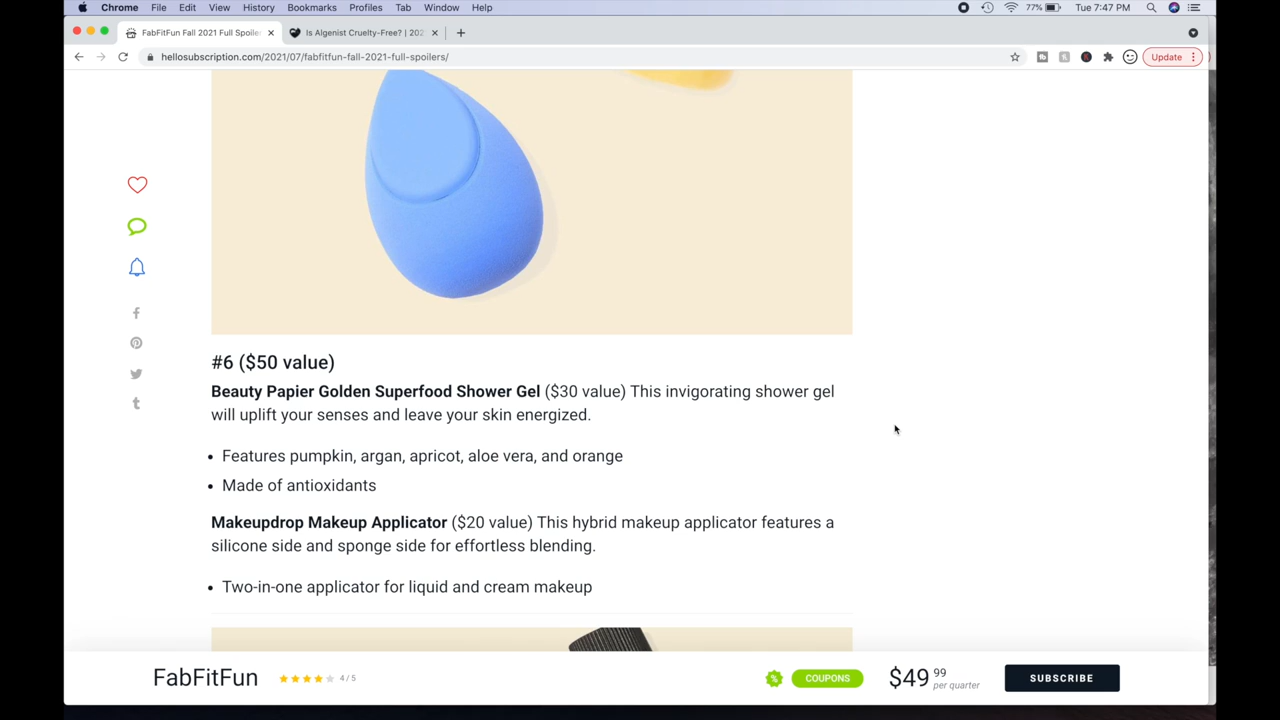 Chrome File Edit View History Bookmarks Profiles Tab Window Help 77% Tue 7:47 PM
FabFitFun Fall 2021 Full Spoile Is Algenist Cruelty-Free? | 202
hellosubscription.com/2021/07/fabfitfun-fall-2021-full-spoilers/ Update
#6 ($50 value)
Beauty Papier Golden Superfood Shower Gel ($30 value) This invigorating shower gel
will uplift your senses and leave your skin energized.
• Features pumpkin, argan, apricot, aloe vera, and orange
• Made of antioxidants
Makeupdrop Makeup Applicator ($20 value) This hybrid makeup applicator features a
silicone side and sponge side for effortless blending.
• Two-in-one applicator for liquid and cream makeup
FabFitFun 4 / 5 COUPONS $49 99 per quarter SUBSCRIBE